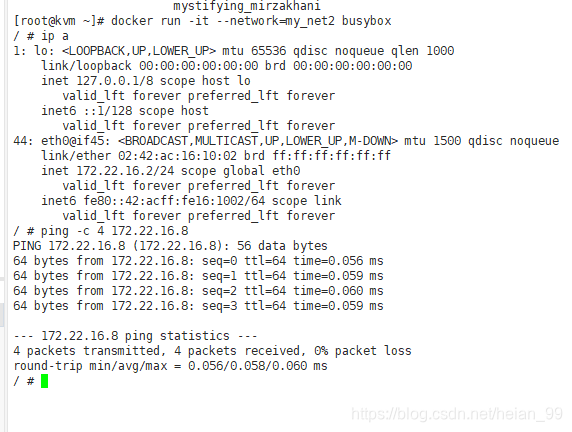 mystifying_mirzakhani
[root@kvm ~]# docker run -it --network=my_net2 busybox
/ # ip a
1: lo: <LOOPBACK,UP,LOWER_UP> mtu 65536 qdisc noqueue qlen 1000
    link/loopback 00:00:00:00:00:00 brd 00:00:00:00:00:00
    inet 127.0.0.1/8 scope host lo
       valid_lft forever preferred_lft forever
    inet6 ::1/128 scope host
       valid_lft forever preferred_lft forever
44: eth0@if45: <BROADCAST,MULTICAST,UP,LOWER_UP,M-DOWN> mtu 1500 qdisc noqueue
    link/ether 02:42:ac:16:10:02 brd ff:ff:ff:ff:ff:ff
    inet 172.22.16.2/24 scope global eth0
       valid_lft forever preferred_lft forever
    inet6 fe80::42:acff:fe16:1002/64 scope link
       valid_lft forever preferred_lft forever
/ # ping -c 4 172.22.16.8
PING 172.22.16.8 (172.22.16.8): 56 data bytes
64 bytes from 172.22.16.8: seq=0 ttl=64 time=0.056 ms
64 bytes from 172.22.16.8: seq=1 ttl=64 time=0.059 ms
64 bytes from 172.22.16.8: seq=2 ttl=64 time=0.060 ms
64 bytes from 172.22.16.8: seq=3 ttl=64 time=0.059 ms
--- 172.22.16.8 ping statistics ---
4 packets transmitted, 4 packets received, 0% packet loss
round-trip min/avg/max = 0.056/0.058/0.060 ms
/ #
https://blog.csdn.net/heian_99